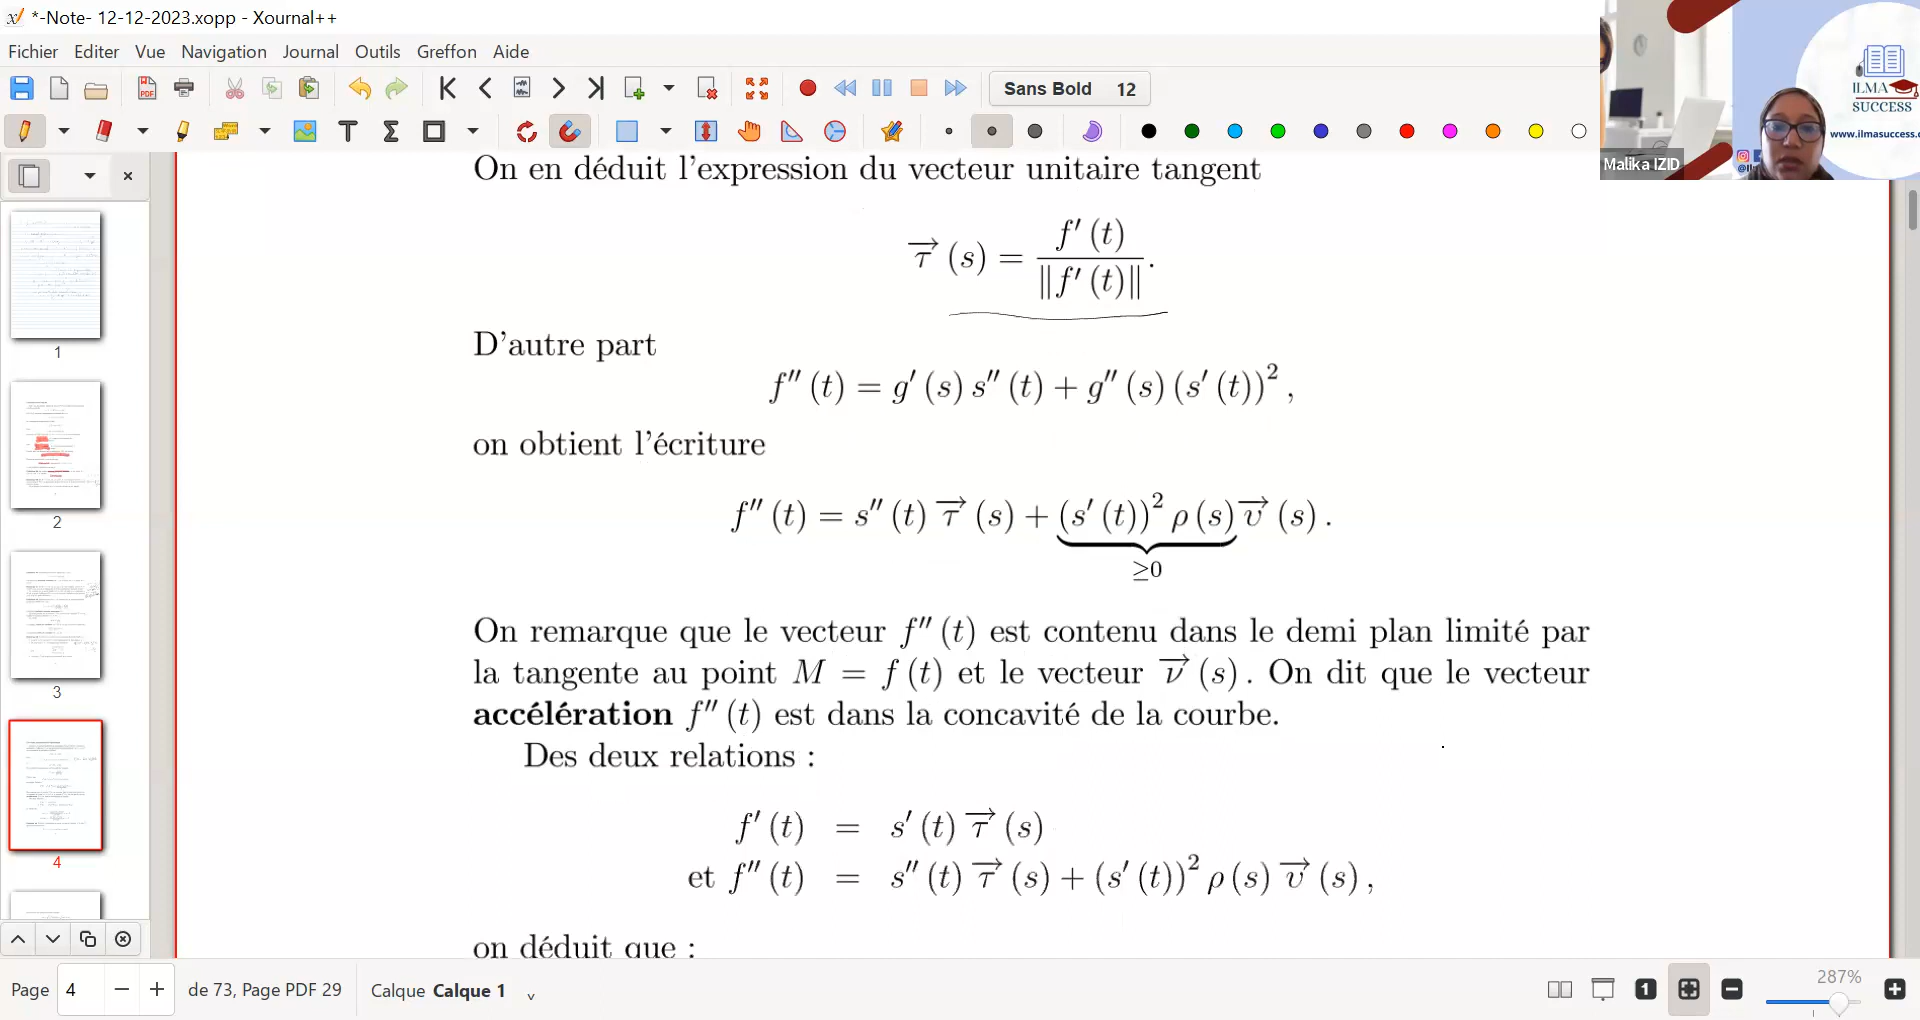 *-Note- 12-12-2023.xopp - Xournal++
Fichier Editer Vue Navigation Journal Outils Greffon Aide
Sans Bold 12
ILMA
SUCCESS
www.ilmasuccess.c
Malika IZID
On en déduit l'expression du vecteur unitaire tangent
τ⃗ (s) = f′ (t) / ‖f′ (t)‖ .
D'autre part
f″ (t) = g′ (s) s″ (t) + g″ (s) (s′ (t))² ,
on obtient l'écriture
f″ (t) = s″ (t) τ⃗ (s) + (s′ (t))² ρ (s) υ⃗ (s) .
≥0
On remarque que le vecteur f″ (t) est contenu dans le demi plan limité par
la tangente au point M = f (t) et le vecteur ν⃗ (s) . On dit que le vecteur
accélération f″ (t) est dans la concavité de la courbe.
Des deux relations :
f′ (t) = s′ (t) τ⃗ (s)
et f″ (t) = s″ (t) τ⃗ (s) + (s′ (t))² ρ (s) υ⃗ (s) ,
on déduit que :
1
2
3
4
Page 4 de 73, Page PDF 29 Calque Calque 1
287%